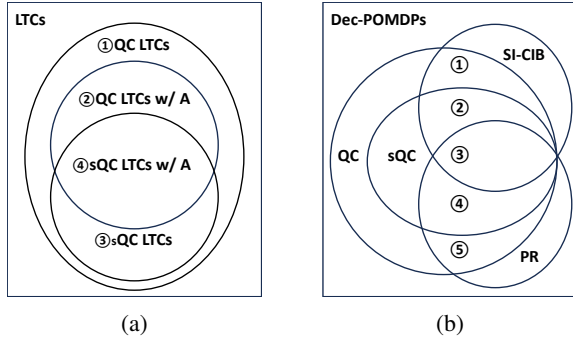 LTCs
①QC LTCs
②QC LTCs w/ A
④sQC LTCs w/ A
③sQC LTCs
(a)
Dec-POMDPs
SI-CIB
①
②
QC
sQC
③
④
⑤
PR
(b)